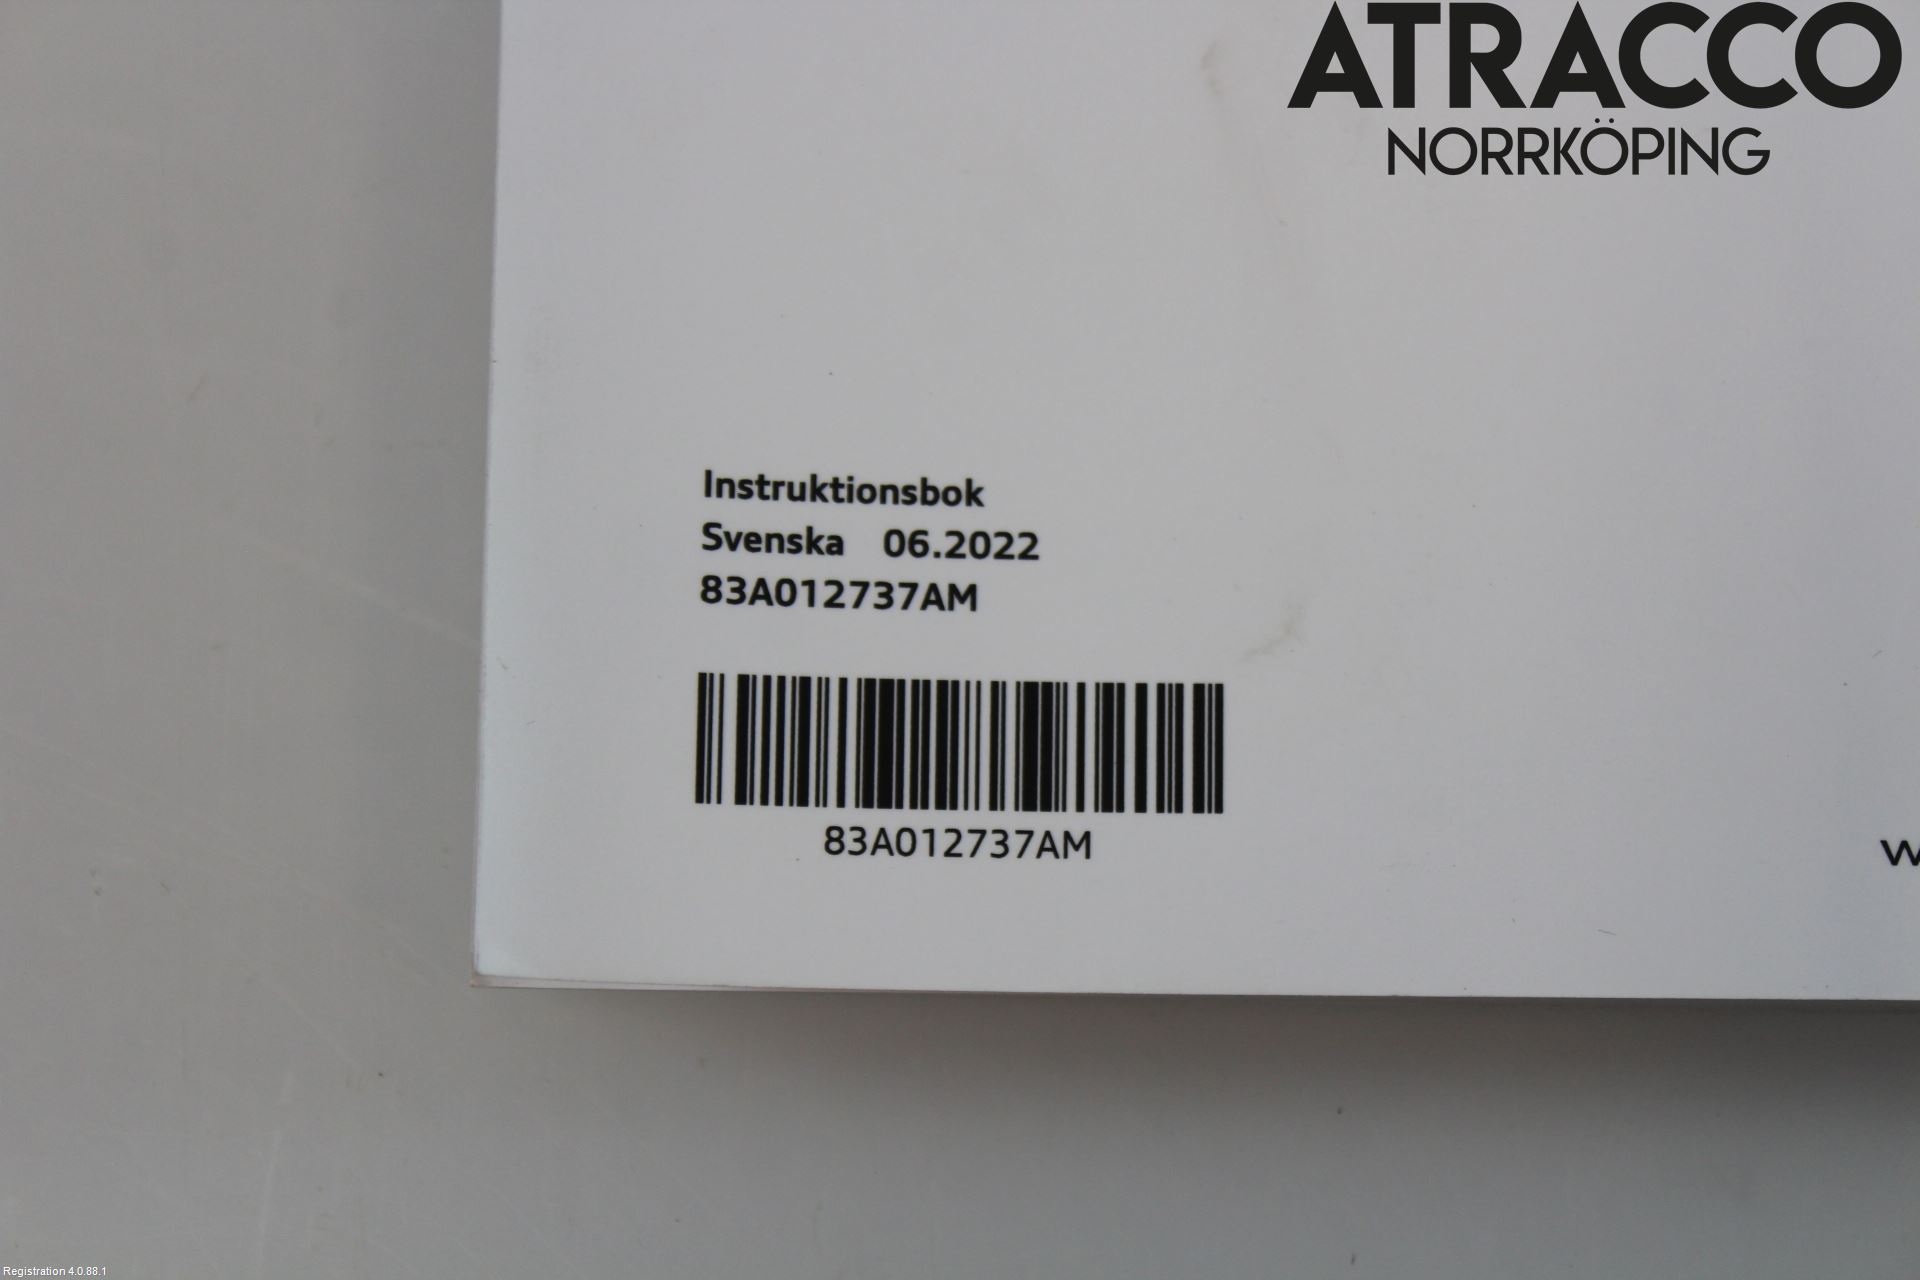 ATRACCO
NORRKÖPING
Instruktionsbok
Svenska 06.2022
83A012737AM
83A012737AM
Registration 4.0.88.1